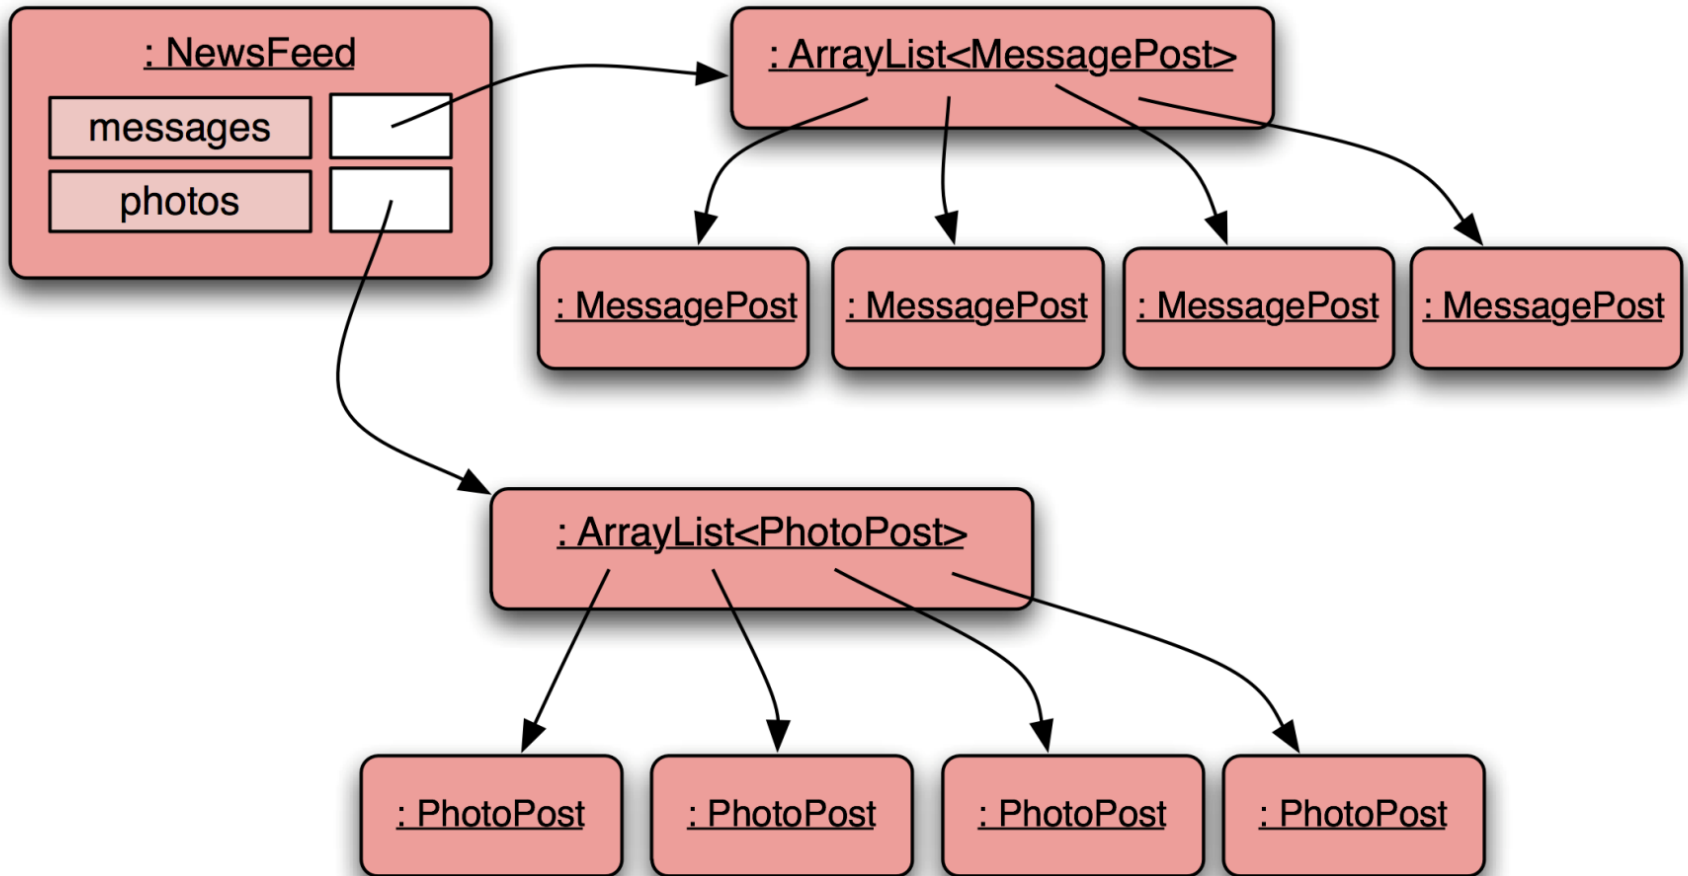 : NewsFeed
messages
photos
: ArrayList<MessagePost>
: MessagePost
: MessagePost
: MessagePost
: MessagePost
: ArrayList<PhotoPost>
: PhotoPost
: PhotoPost
: PhotoPost
: PhotoPost